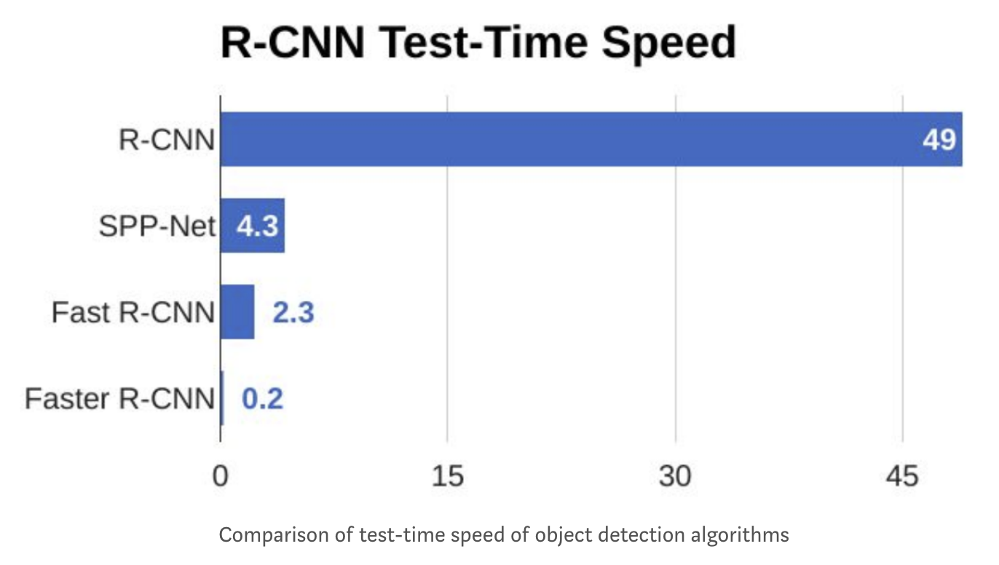 R-CNN Test-Time Speed
R-CNN 49
SPP-Net 4.3
Fast R-CNN 2.3
Faster R-CNN 0.2
0 15 30 45
Comparison of test-time speed of object detection algorithms